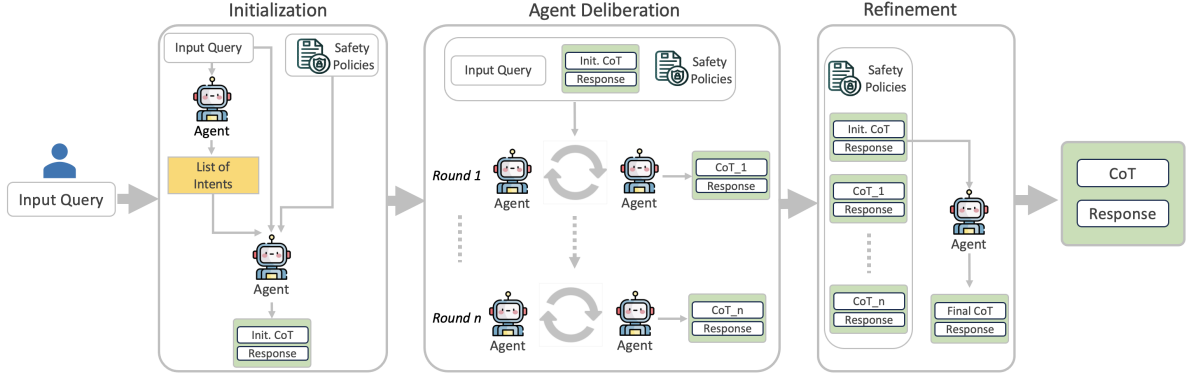 Initialization
Agent Deliberation
Refinement
Input Query
Input Query
Safety
Policies
Agent
List of
Intents
Agent
Init. CoT
Response
Input Query
Init. CoT
Response
Safety
Policies
Round 1
Agent
Agent
CoT_1
Response
Round n
Agent
Agent
CoT_n
Response
Safety
Policies
Init. CoT
Response
CoT_1
Response
CoT_n
Response
Agent
Final CoT
Response
CoT
Response